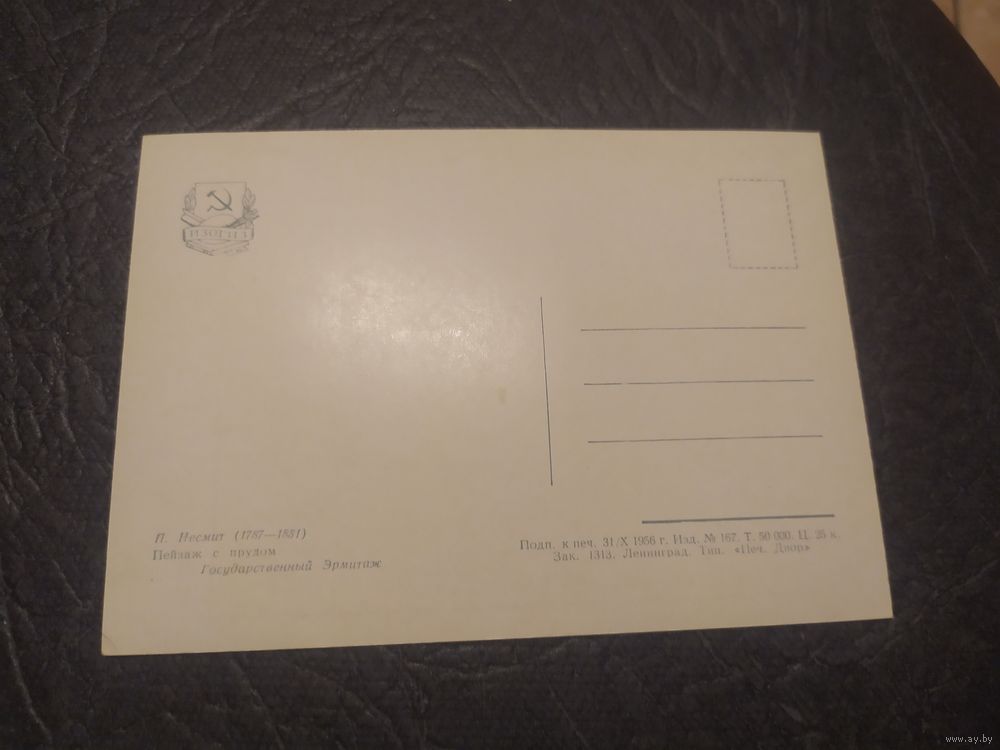 ИЗОГИЗ
П. Несмит (1787—1831)
Пейзаж с прудом
Государственный Эрмитаж
Подп. к печ. 31/X 1956 г. Изд. № 167. Т. 50 000. Ц. 25 к.
Зак. 1313. Ленинград. Тип. «Печ. Двор»
www.ay.by